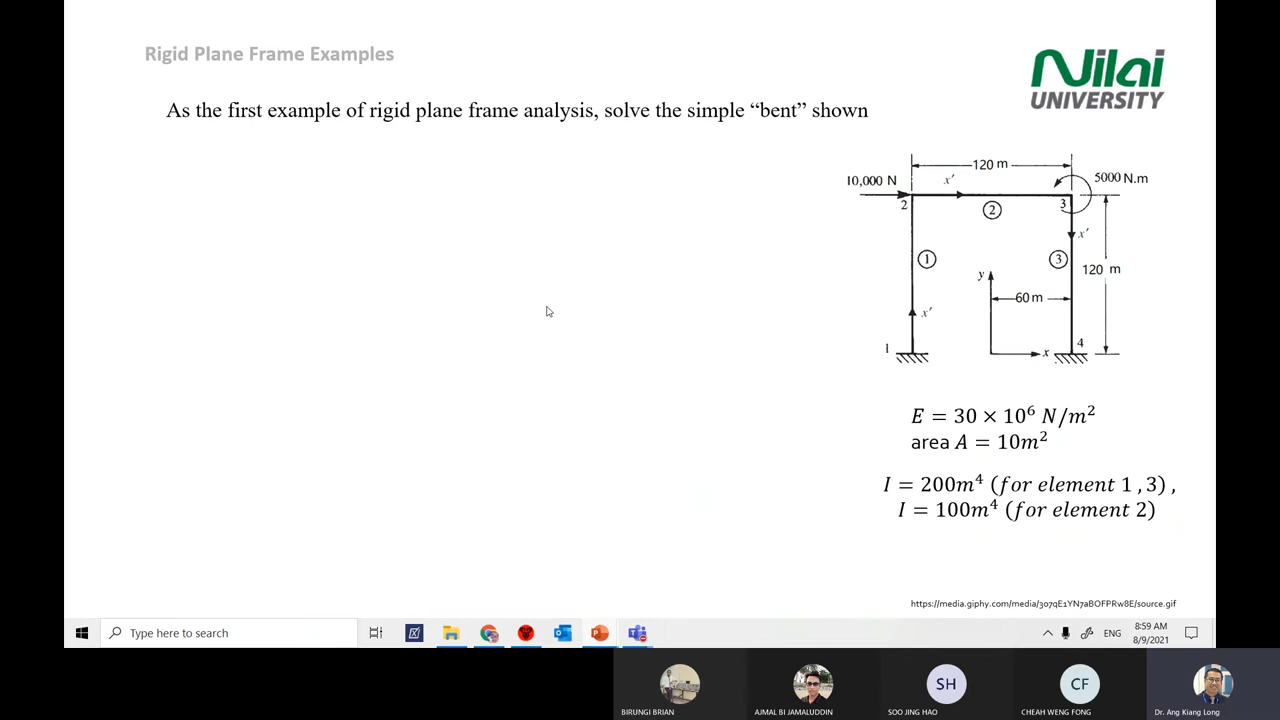 Rigid Plane Frame Examples
Nilai
UNIVERSITY
As the first example of rigid plane frame analysis, solve the simple “bent” shown
120 m
10,000 N
x′
5000 N.m
2
3
2
x′
1
3
y
120 m
60 m
x′
1
4
x
E = 30 × 10⁶ N/m²
area A = 10m²
I = 200m⁴ (for element 1 , 3) ,
I = 100m⁴ (for element 2)
https://media.giphy.com/media/3o7qE1YN7aBOFPRw8E/source.gif
Type here to search
ENG
8:59 AM
8/9/2021
SH
CF
BIRUNGI BRIAN
AJMAL BI JAMALUDDIN
SOO JING HAO
CHEAH WENG FONG
Dr. Ang Kiang Long